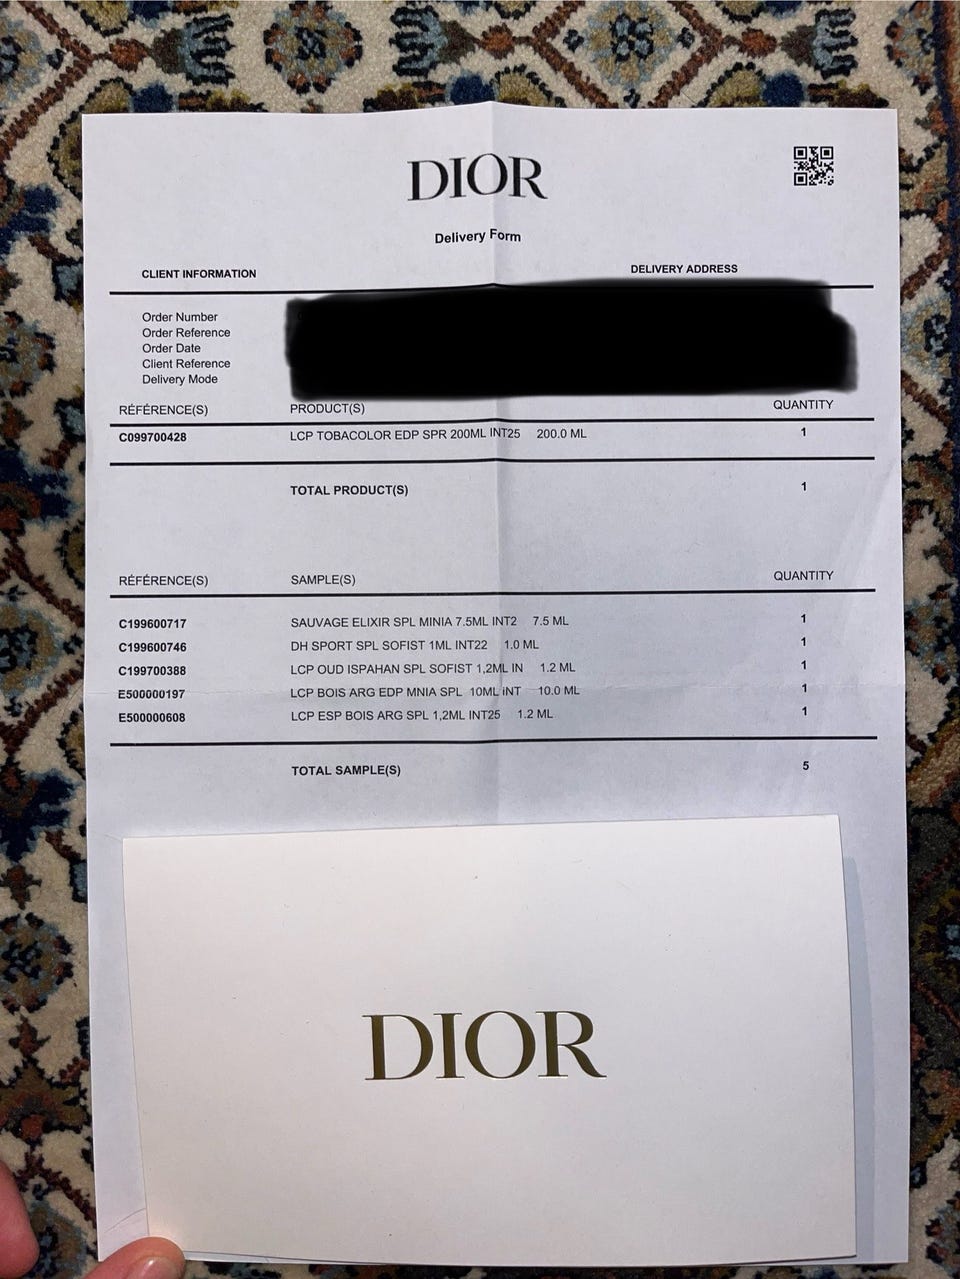 DIOR
Delivery Form
CLIENT INFORMATION DELIVERY ADDRESS
Order Number
Order Reference
Order Date
Client Reference
Delivery Mode
RÉFÉRENCE(S) PRODUCT(S) QUANTITY
C099700428 LCP TOBACOLOR EDP SPR 200ML INT25 200.0 ML 1
TOTAL PRODUCT(S) 1
RÉFÉRENCE(S) SAMPLE(S) QUANTITY
C199600717 SAUVAGE ELIXIR SPL MINIA 7.5ML INT2 7.5 ML 1
C199600746 DH SPORT SPL SOFIST 1ML INT22 1.0 ML 1
C199700388 LCP OUD ISPAHAN SPL SOFIST 1,2ML IN 1.2 ML 1
E500000197 LCP BOIS ARG EDP MNIA SPL 10ML INT 10.0 ML 1
E500000608 LCP ESP BOIS ARG SPL 1,2ML INT25 1.2 ML 1
TOTAL SAMPLE(S) 5
DIOR